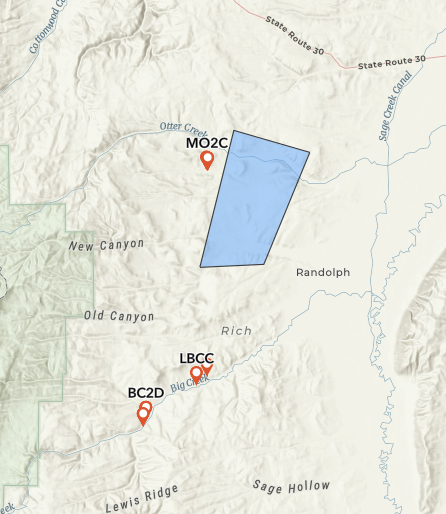 Cottonwood C
State Route 30
State Route 30
Sage Creek Canal
Otter Creek
MO2C
New Canyon
Randolph
Old Canyon
Rich
LBCC
Big Creek
BC2D
Sage Hollow
Lewis Ridge
eek